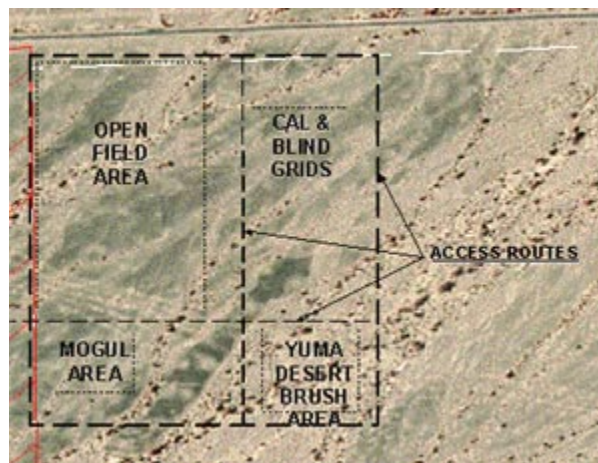 OPEN
FIELD
AREA
CAL &
BLIND
GRIDS
ACCESS ROUTES
MOGUL
AREA
YUMA
DESERT
BRUSH
AREA